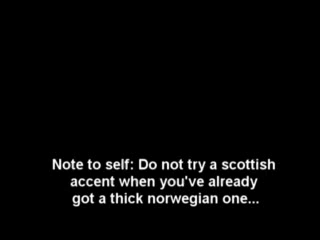 Note to self: Do not try a scottish
accent when you've already
got a thick norwegian one...